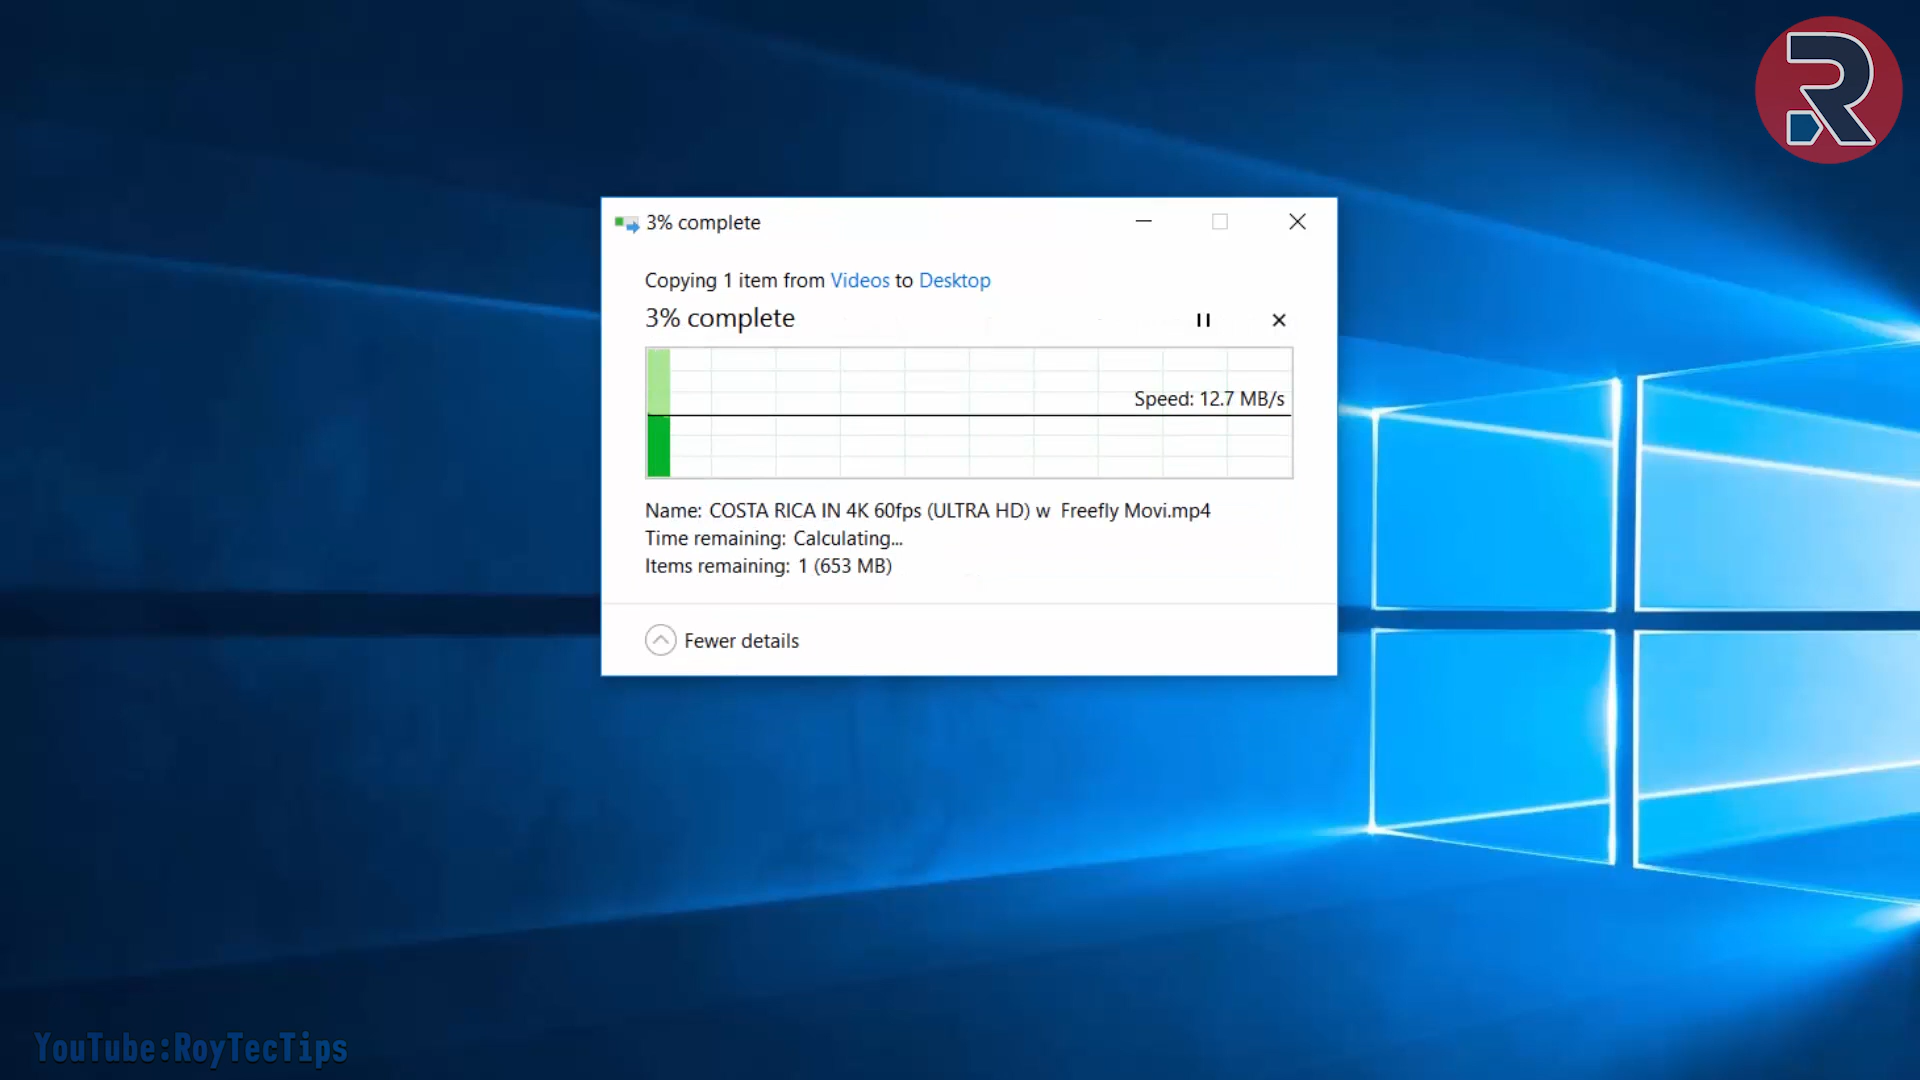 R
3% complete
Copying 1 item from Videos to Desktop
3% complete
Speed: 12.7 MB/s
Name: COSTA RICA IN 4K 60fps (ULTRA HD) w  Freefly Movi.mp4
Time remaining: Calculating...
Items remaining: 1 (653 MB)
Fewer details
YouTube:RoyTecTips